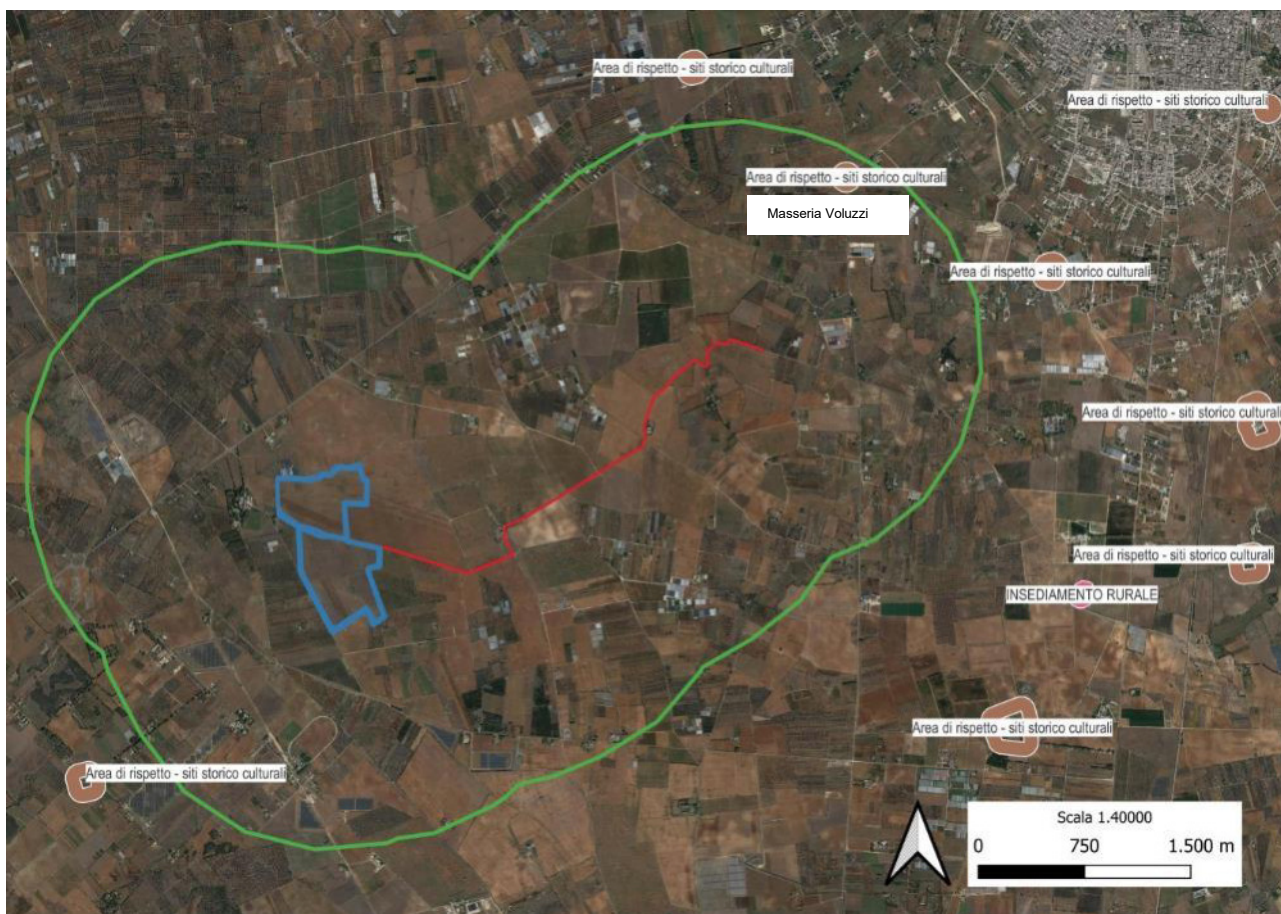 Area di rispetto - siti storico culturali
Area di rispetto - siti storico culturali
Area di rispetto - siti storico culturali
Masseria Voluzzi
Area di rispetto - siti storico culturali
Area di rispetto - siti storico culturali
Area di rispetto - siti storico culturali
INSEDIAMENTO RURALE
Area di rispetto - siti storico culturali
Area di rispetto - siti storico culturali
Scala 1.40000
0 750 1.500 m